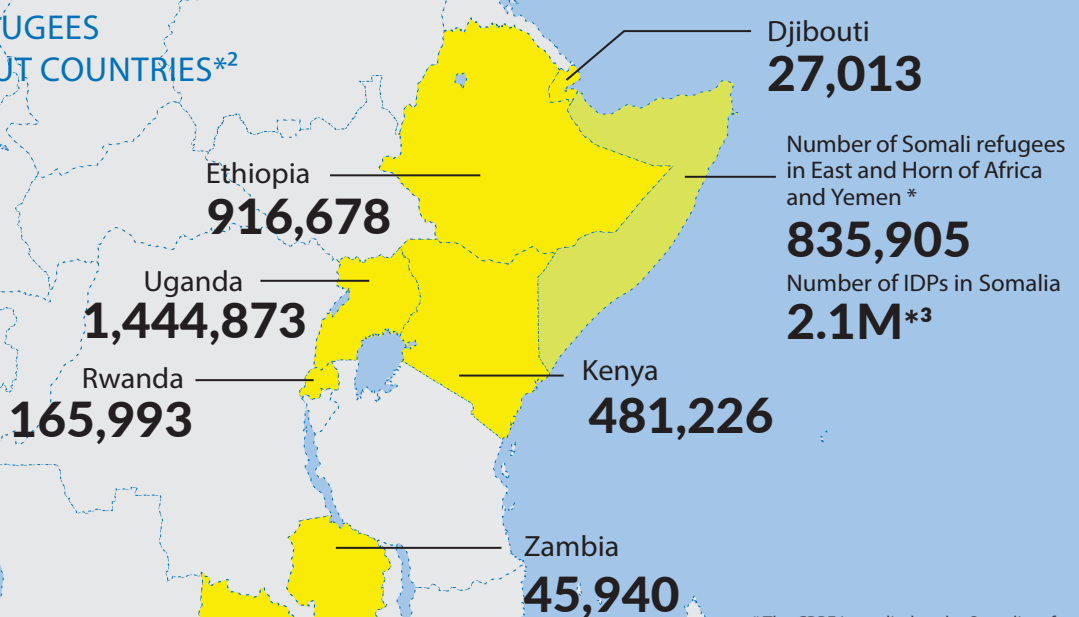 UGEES
UT COUNTRIES*²
Djibouti
27,013
Number of Somali refugees
in East and Horn of Africa
and Yemen *
835,905
Number of IDPs in Somalia
2.1M*³
Ethiopia
916,678
Uganda
1,444,873
Rwanda
165,993
Kenya
481,226
Zambia
45,940